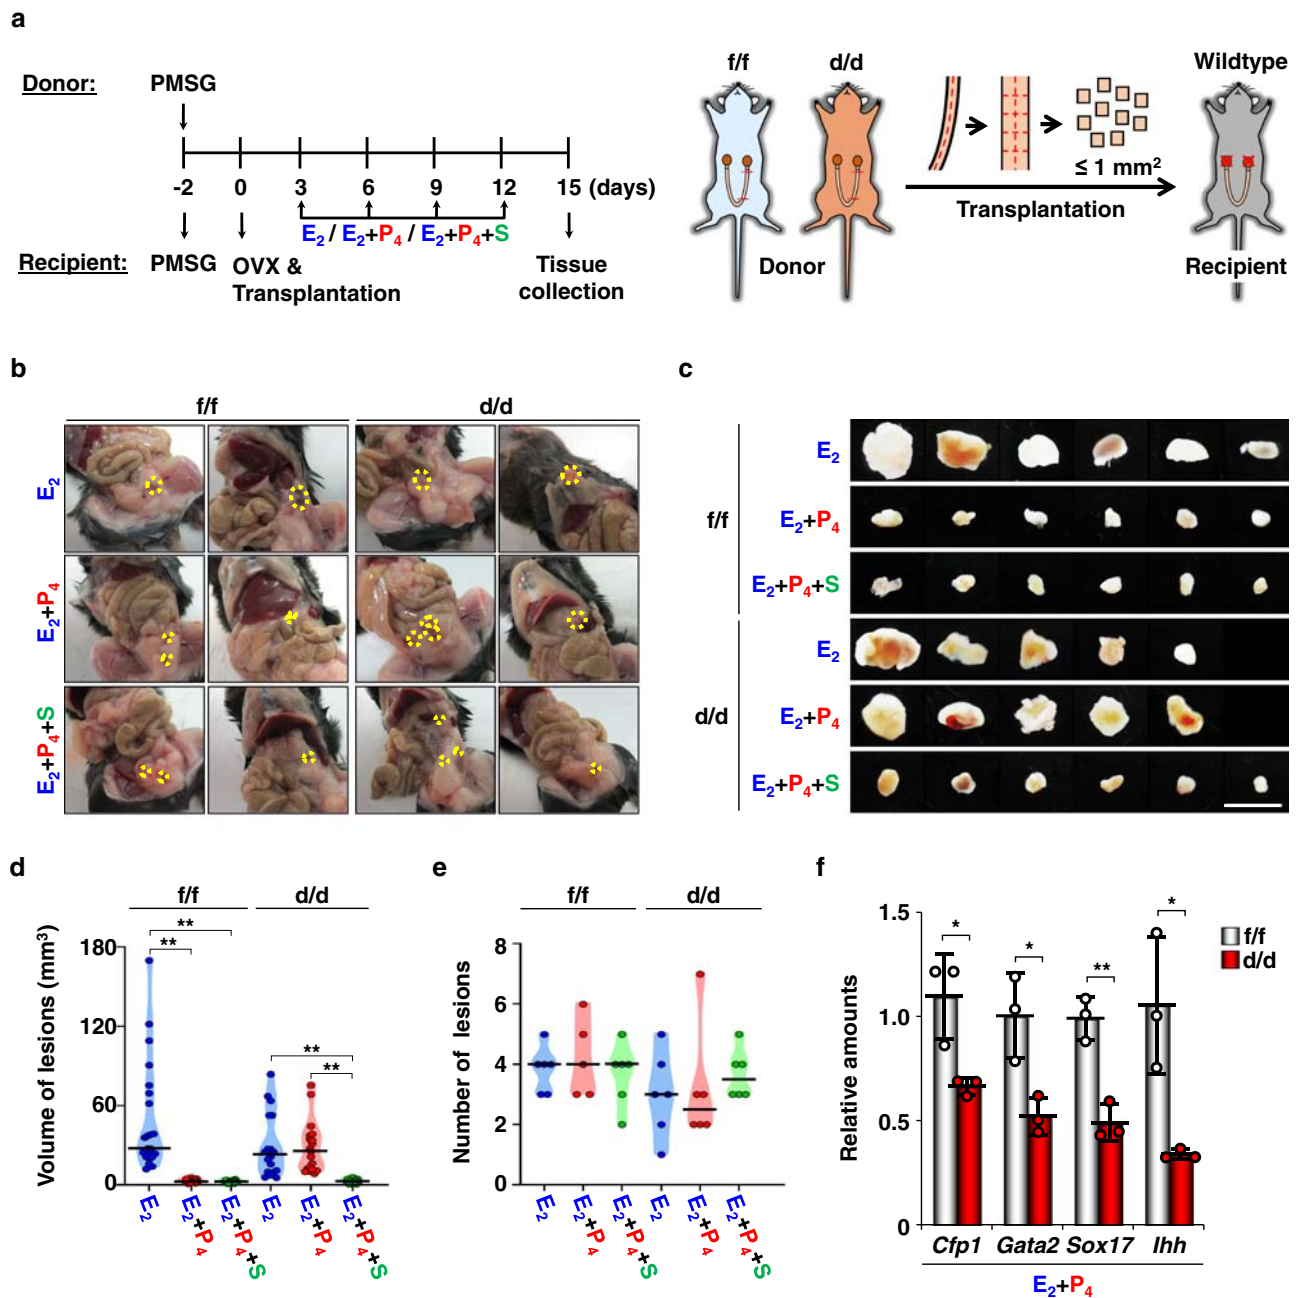 a
Donor:
PMSG
-2 0 3 6 9 12 15 (days)
E2 / E2+P4 / E2+P4+S
Recipient:
PMSG
OVX &
Transplantation
Tissue
collection
f/f
d/d
Donor
≤ 1 mm²
Transplantation
Wildtype
Recipient
b
f/f
d/d
E2
E2+P4
E2+P4+S
c
f/f
E2
E2+P4
E2+P4+S
d/d
E2
E2+P4
E2+P4+S
d
f/f
d/d
**
**
**
**
Volume of lesions (mm³)
180
120
60
0
E2
E2+P4
E2+P4+S
E2
E2+P4
E2+P4+S
e
f/f
d/d
Number of lesions
8
6
4
2
0
E2
E2+P4
E2+P4+S
E2
E2+P4
E2+P4+S
f
f/f
d/d
*
*
**
*
Relative amounts
1.5
1.0
0.5
0
Cfp1 Gata2 Sox17 Ihh
E2+P4